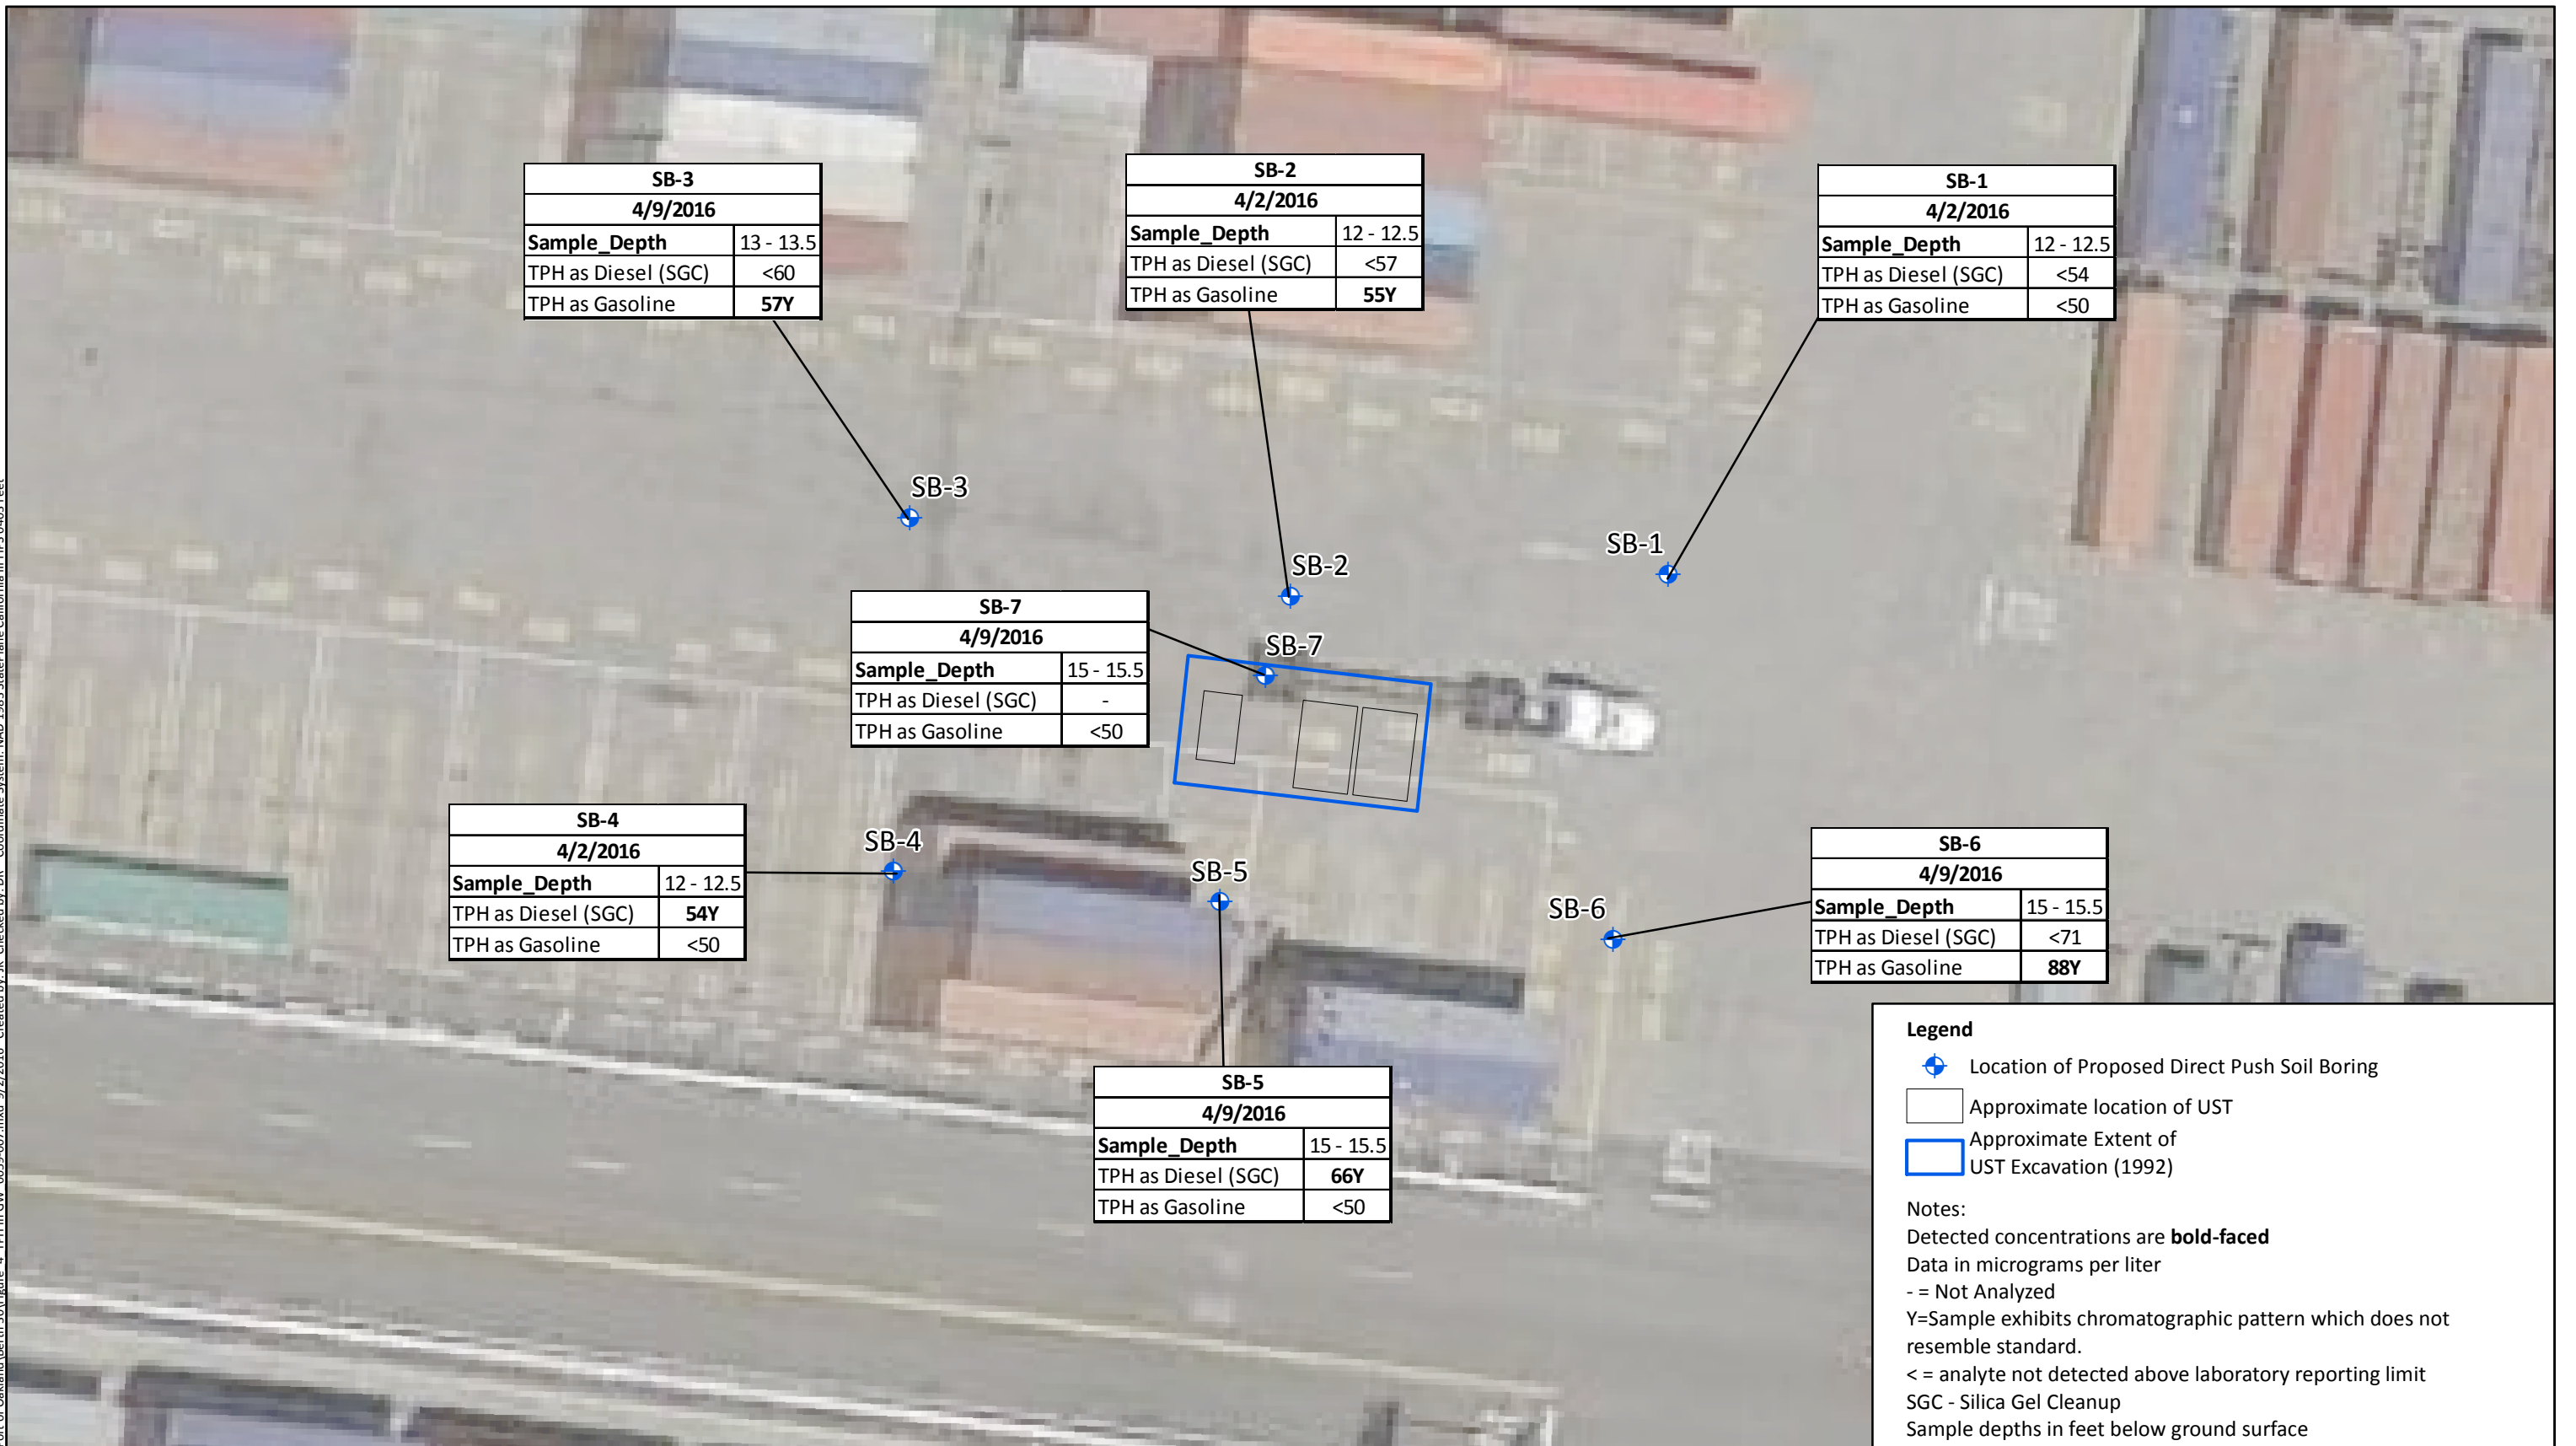 SB-3
4/9/2016
Sample_Depth 13 - 13.5
TPH as Diesel (SGC) <60
TPH as Gasoline 57Y
SB-2
4/2/2016
Sample_Depth 12 - 12.5
TPH as Diesel (SGC) <57
TPH as Gasoline 55Y
SB-1
4/2/2016
Sample_Depth 12 - 12.5
TPH as Diesel (SGC) <54
TPH as Gasoline <50
SB-3
SB-2
SB-1
SB-7
4/9/2016
Sample_Depth 15 - 15.5
TPH as Diesel (SGC) -
TPH as Gasoline <50
SB-7
SB-4
4/2/2016
Sample_Depth 12 - 12.5
TPH as Diesel (SGC) 54Y
TPH as Gasoline <50
SB-4
SB-5
SB-6
SB-6
4/9/2016
Sample_Depth 15 - 15.5
TPH as Diesel (SGC) <71
TPH as Gasoline 88Y
SB-5
4/9/2016
Sample_Depth 15 - 15.5
TPH as Diesel (SGC) 66Y
TPH as Gasoline <50
Legend
Location of Proposed Direct Push Soil Boring
Approximate location of UST
Approximate Extent of
UST Excavation (1992)
Notes:
Detected concentrations are bold-faced
Data in micrograms per liter
- = Not Analyzed
Y=Sample exhibits chromatographic pattern which does not
resemble standard.
< = analyte not detected above laboratory reporting limit
SGC - Silica Gel Cleanup
Sample depths in feet below ground surface